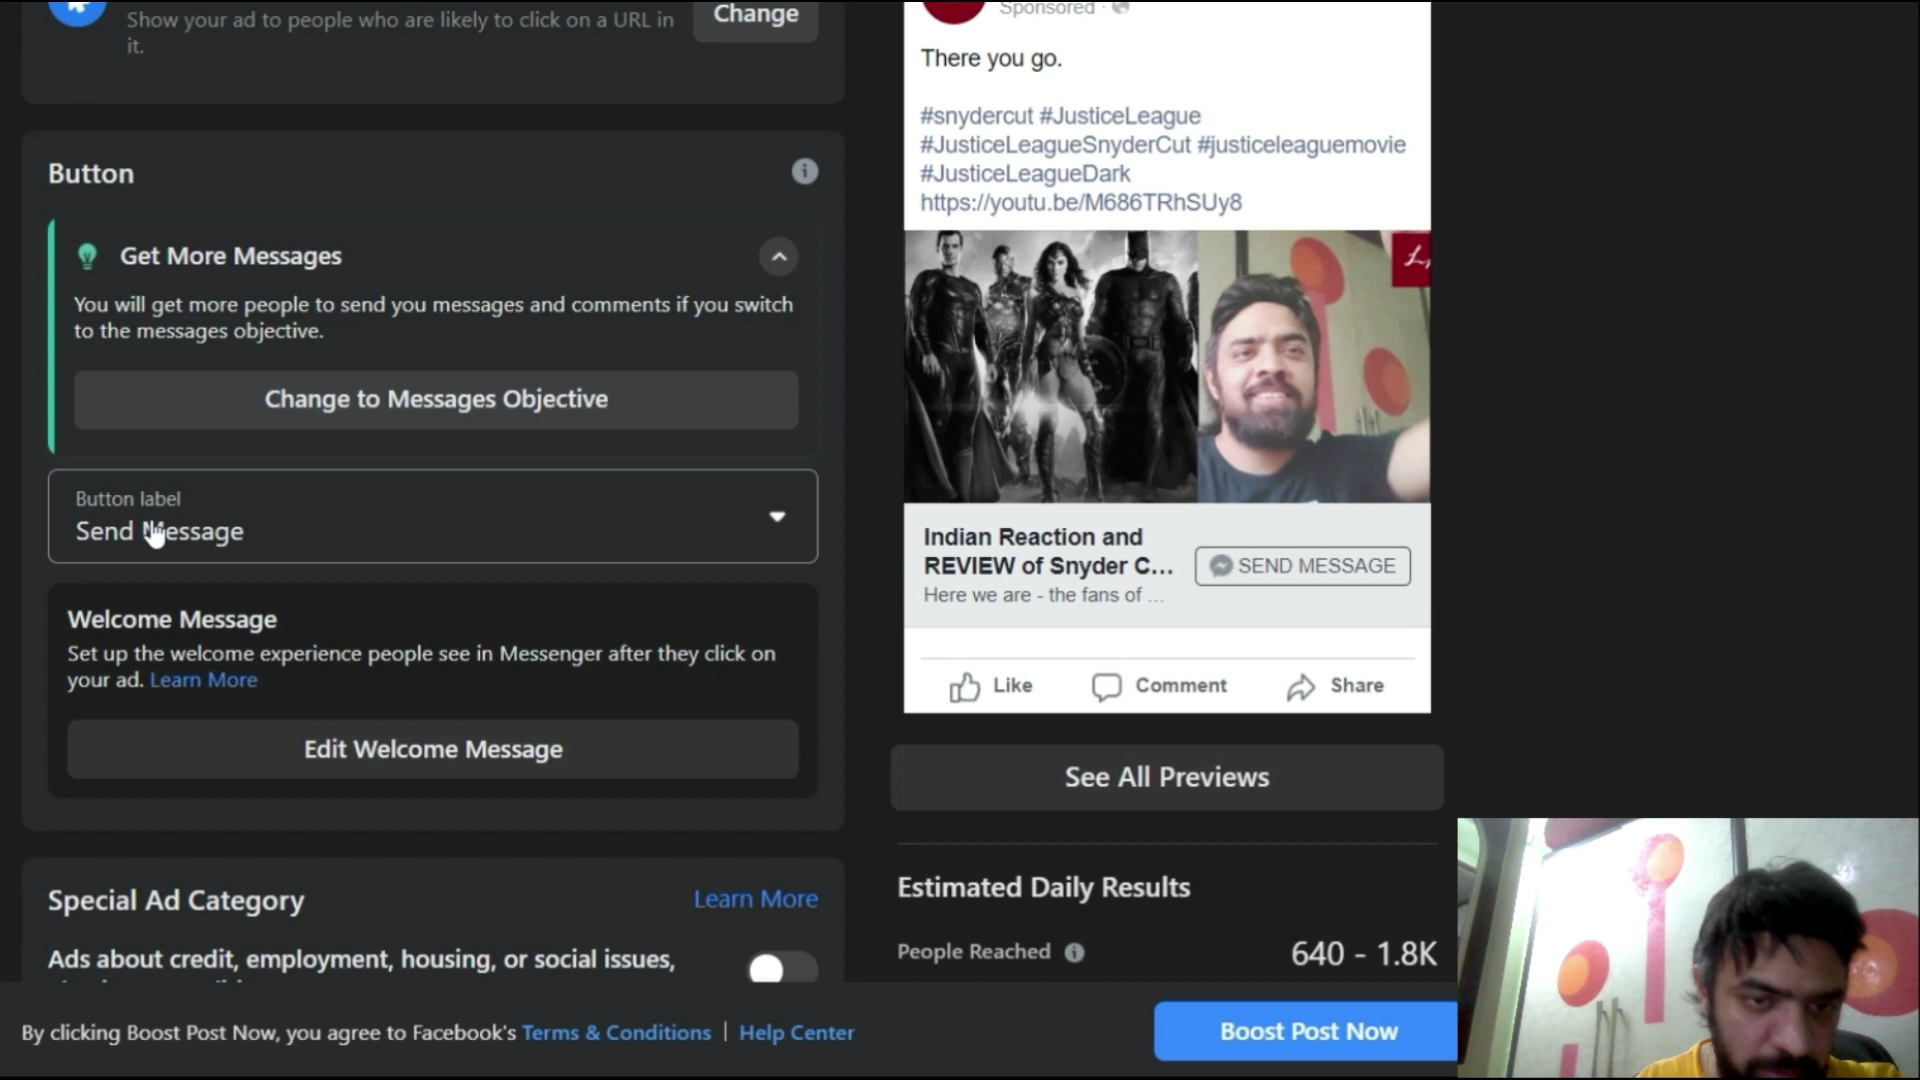 Show your ad to people who are likely to click on a URL in
it.
Change
Button
Get More Messages
You will get more people to send you messages and comments if you switch
to the messages objective.
Change to Messages Objective
Button label
Send Message
Welcome Message
Set up the welcome experience people see in Messenger after they click on
your ad. Learn More
Edit Welcome Message
Special Ad Category
Learn More
Ads about credit, employment, housing, or social issues,
By clicking Boost Post Now, you agree to Facebook's Terms & Conditions | Help Center
Sponsored ·
There you go.
#snydercut #JusticeLeague
#JusticeLeagueSnyderCut #justiceleaguemovie
#JusticeLeagueDark
https://youtu.be/M686TRhSUy8
Indian Reaction and
REVIEW of Snyder C...
Here we are - the fans of ...
SEND MESSAGE
Like
Comment
Share
See All Previews
Estimated Daily Results
People Reached
640 - 1.8K
Boost Post Now